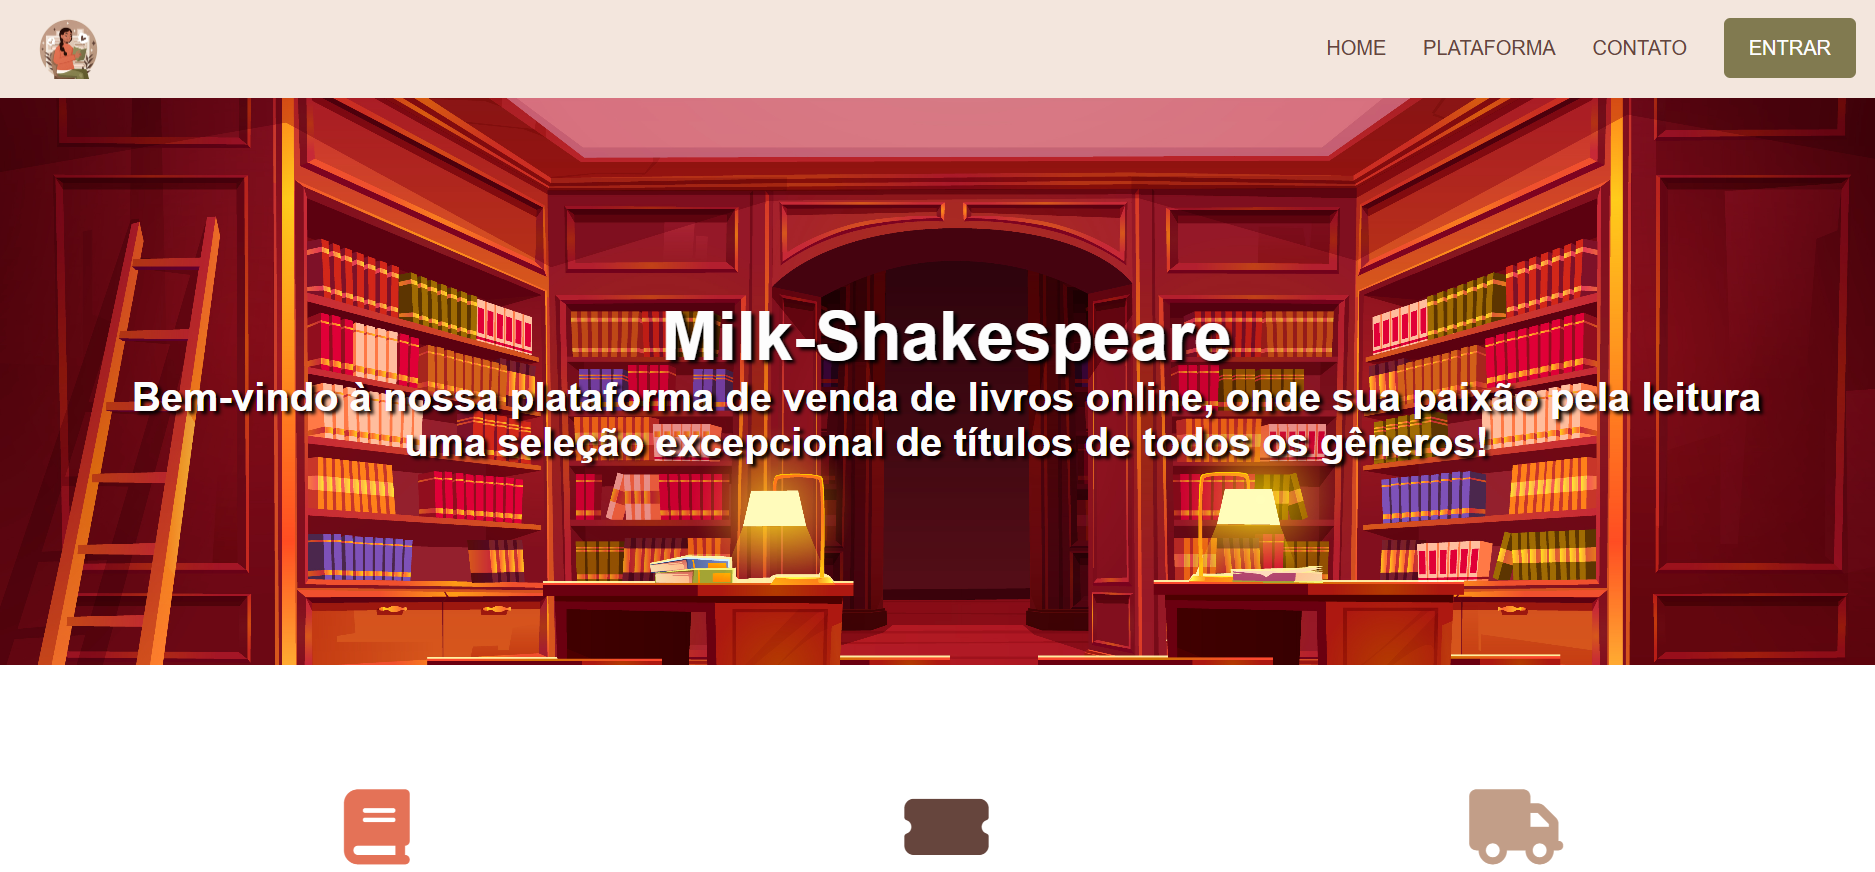 HOME
PLATAFORMA
CONTATO
ENTRAR
Milk-Shakespeare
Bem-vindo à nossa plataforma de venda de livros online, onde sua paixão pela leitura
uma seleção excepcional de títulos de todos os gêneros!